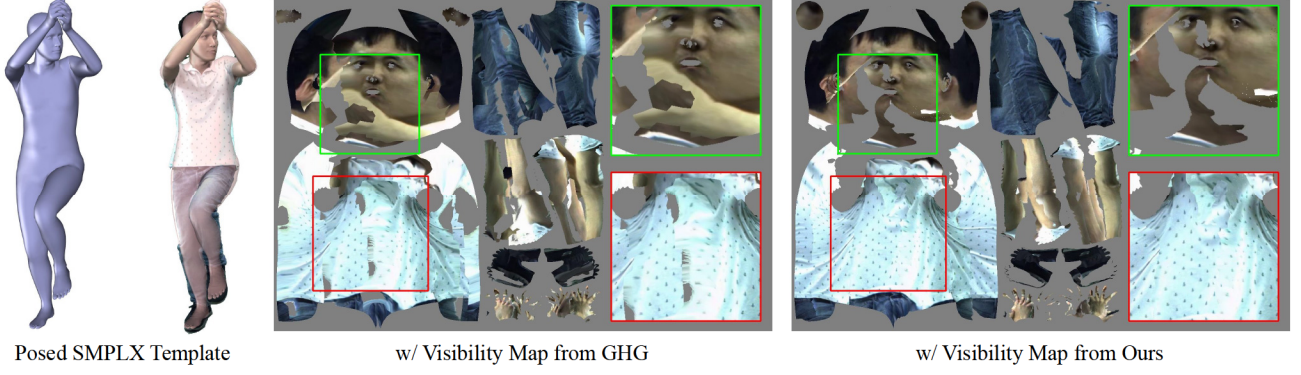 Posed SMPLX Template
w/ Visibility Map from GHG
w/ Visibility Map from Ours